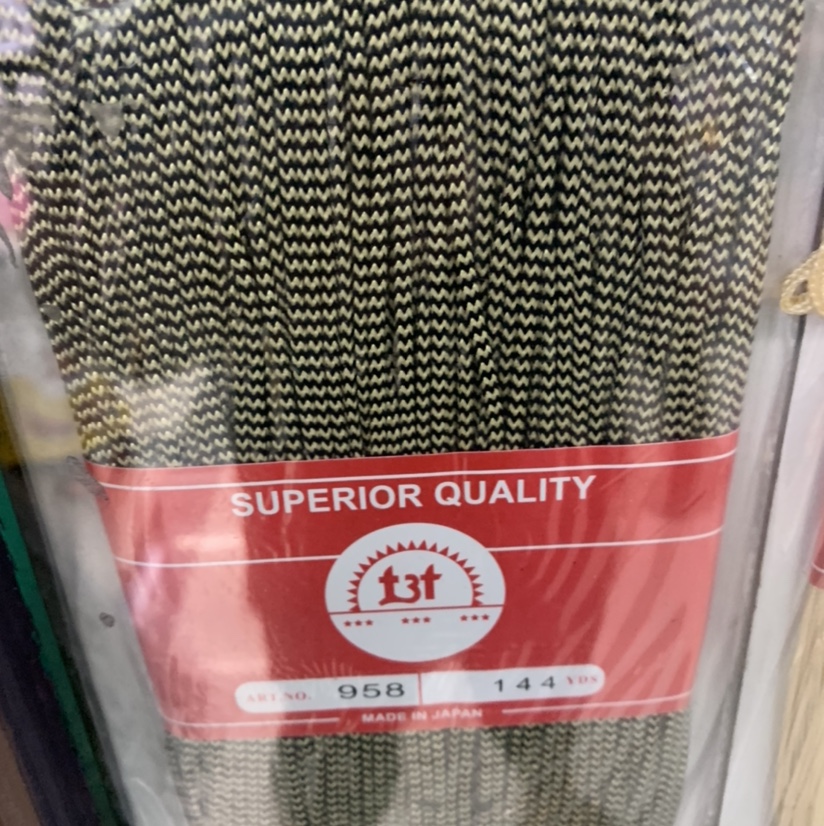 SUPERIOR QUALITY
t3t
*** *** ***
ART.NO. 958 144 YDS
MADE IN JAPAN